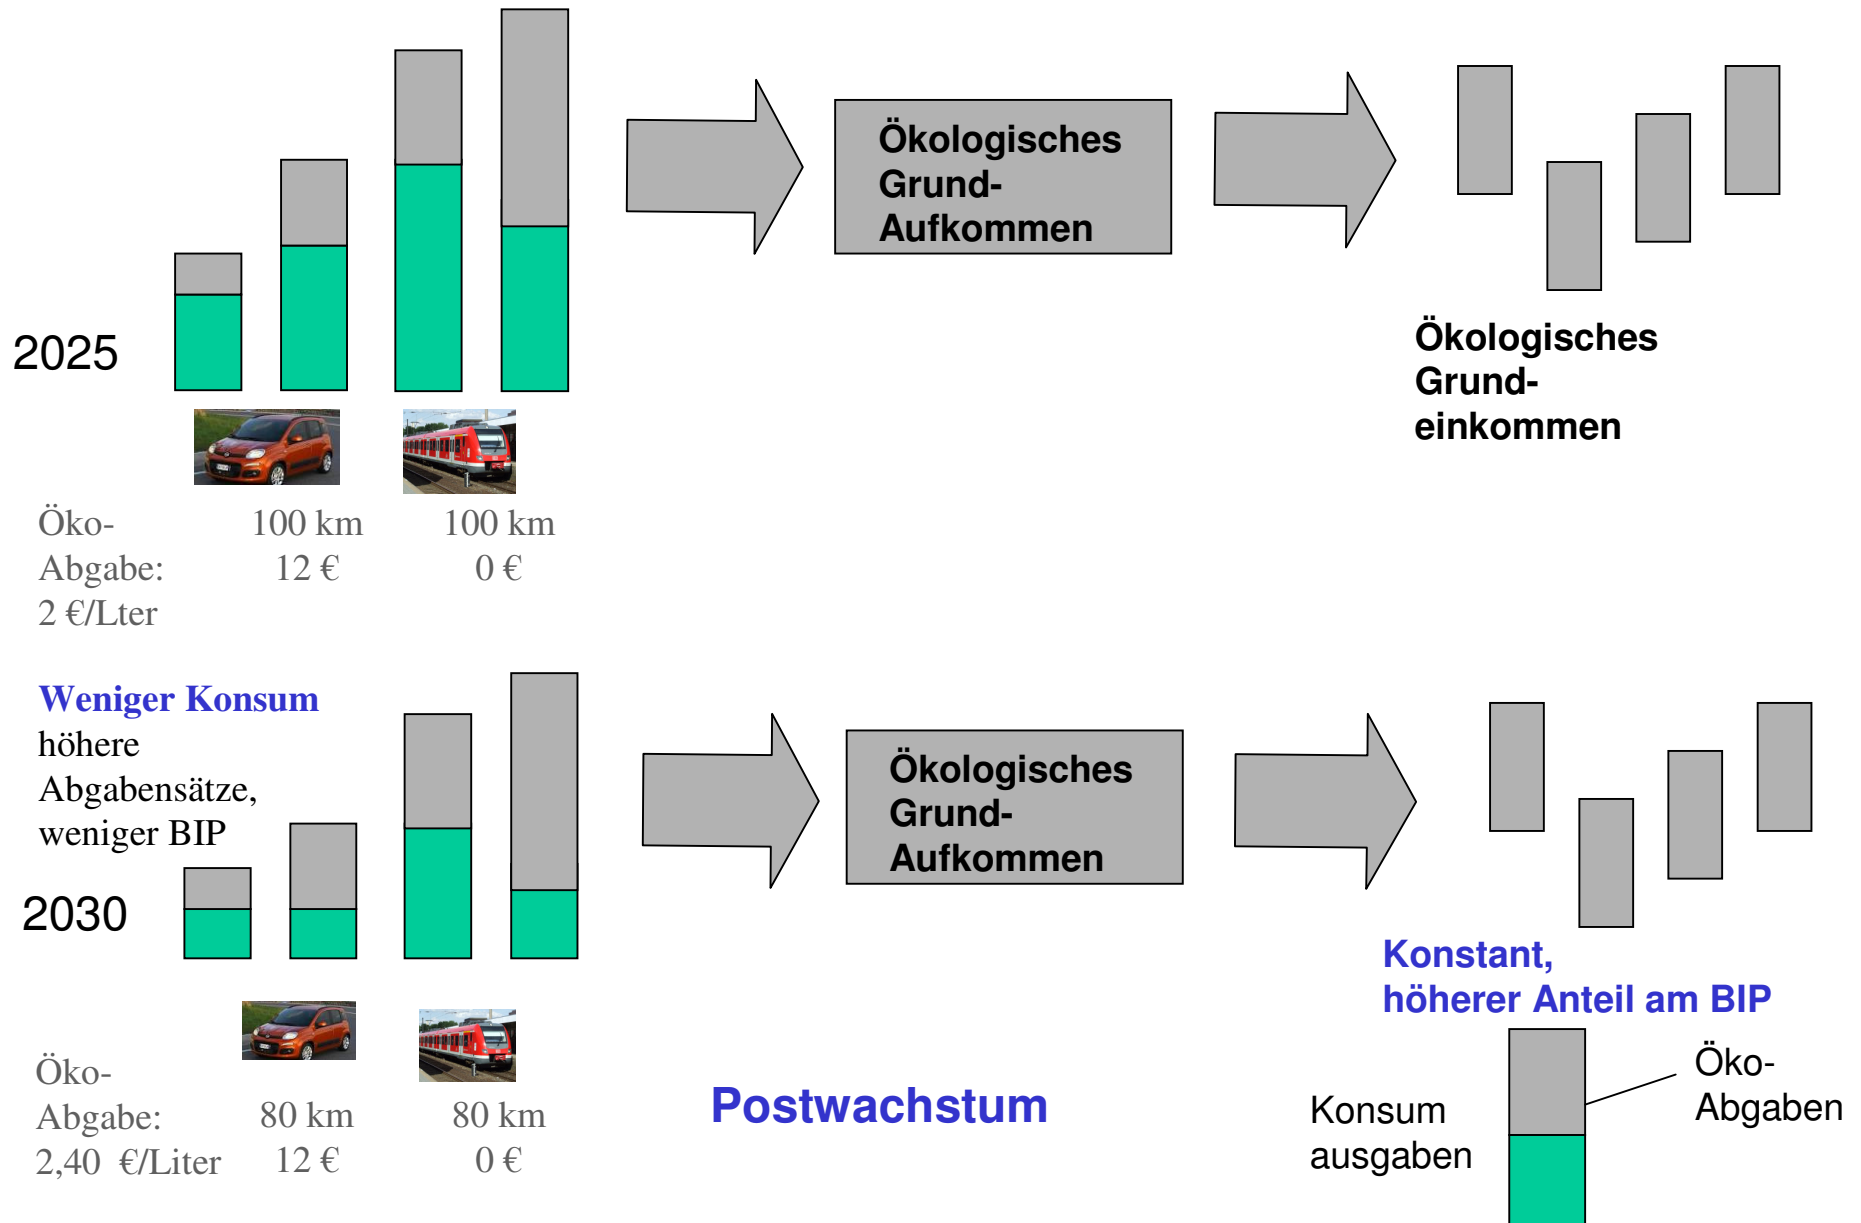 Ökologisches
Grund-
Aufkommen
2025
Ökologisches
Grund-
einkommen
Öko-
Abgabe:
2 €/Lter
100 km
12 €
100 km
0 €
Weniger Konsum
höhere
Abgabensätze,
weniger BIP
2030
Ökologisches
Grund-
Aufkommen
Konstant,
höherer Anteil am BIP
Öko-
Abgabe:
2,40 €/Liter
80 km
12 €
80 km
0 €
Postwachstum
Konsum
ausgaben
Öko-
Abgaben